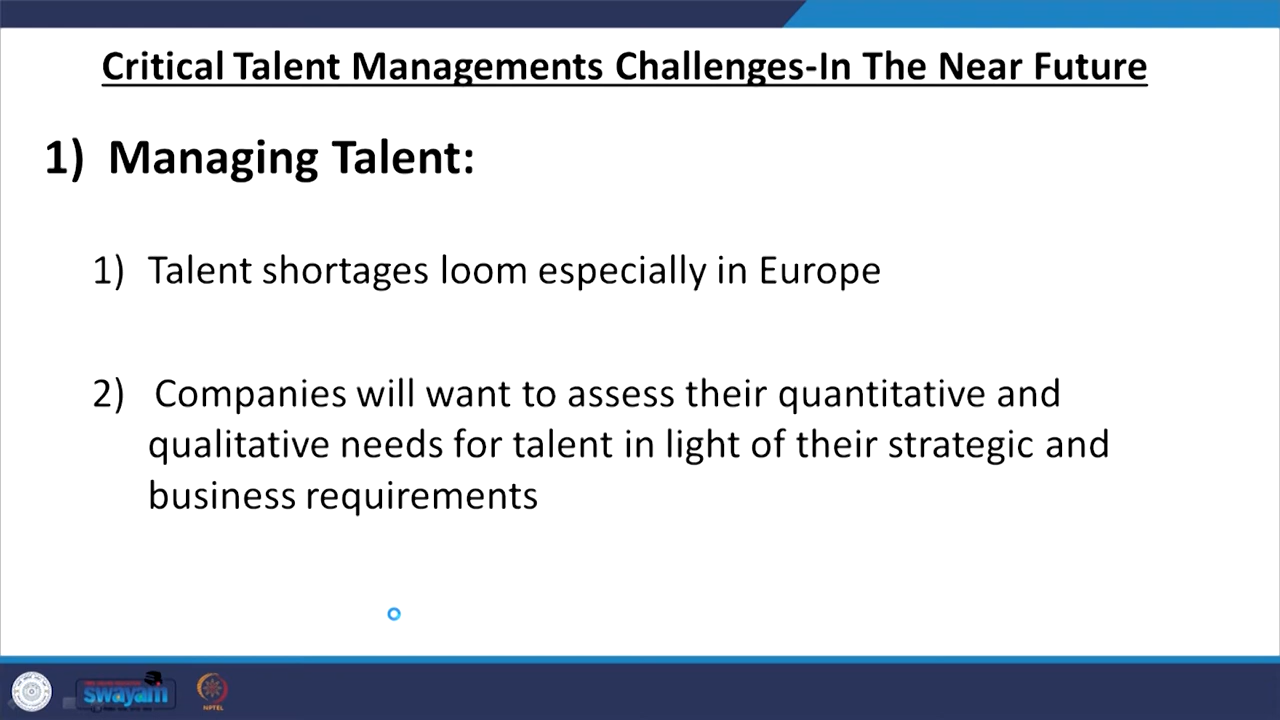 Critical Talent Managements Challenges-In The Near Future
1) Managing Talent:
1) Talent shortages loom especially in Europe
2) Companies will want to assess their quantitative and
qualitative needs for talent in light of their strategic and
business requirements
swayam
NPTEL